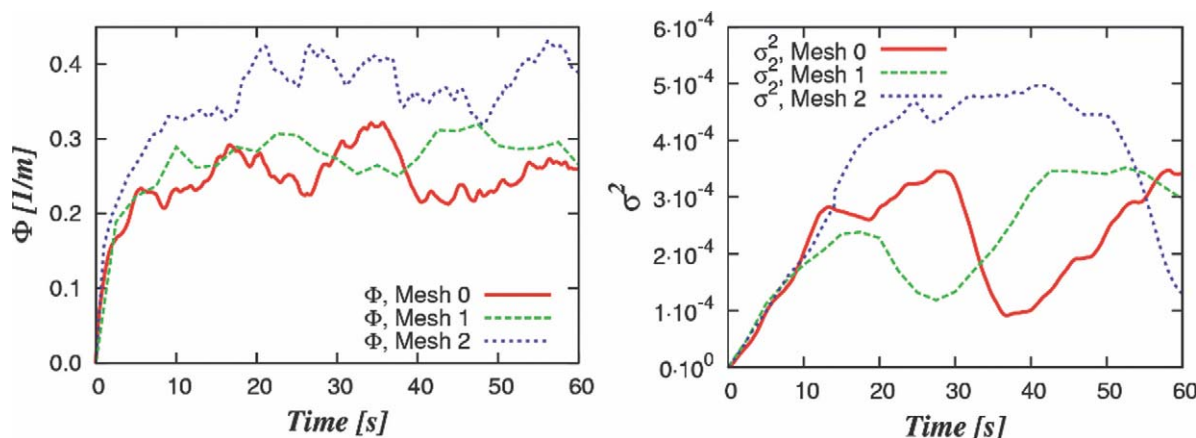 0.4
0.3
0.2
0.1
0.0
Φ [1/m]
Φ, Mesh 0
Φ, Mesh 1
Φ, Mesh 2
0 10 20 30 40 50 60
Time [s]
6·10⁻⁴
5·10⁻⁴
4·10⁻⁴
3·10⁻⁴
2·10⁻⁴
1·10⁻⁴
0·10⁰
σ²
σ², Mesh 0
σ², Mesh 1
σ², Mesh 2
0 10 20 30 40 50 60
Time [s]